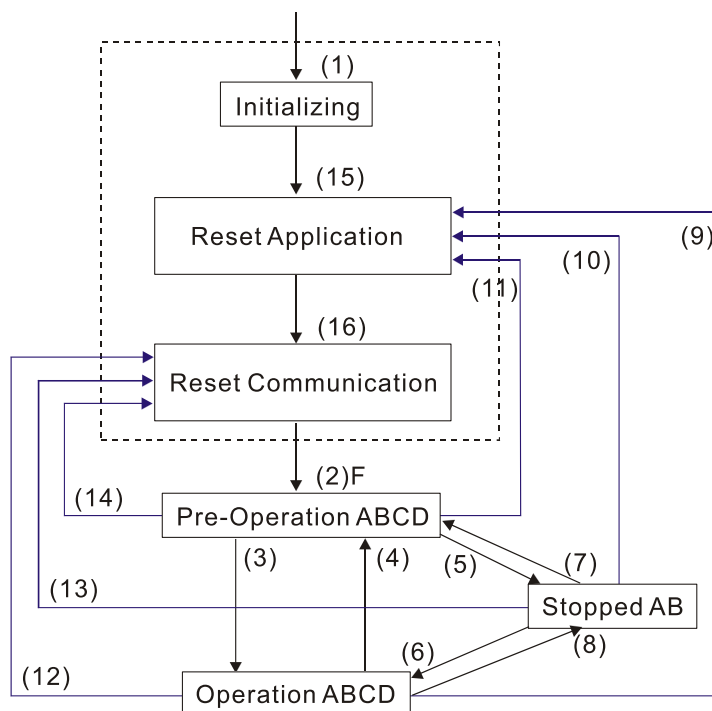 (1)
Initializing
(15)
Reset Application
(9)
(10)
(11)
(16)
Reset Communication
(2)F
(14)
Pre-Operation ABCD
(3)
(4)
(5)
(7)
(13)
Stopped AB
(6)
(8)
(12)
Operation ABCD